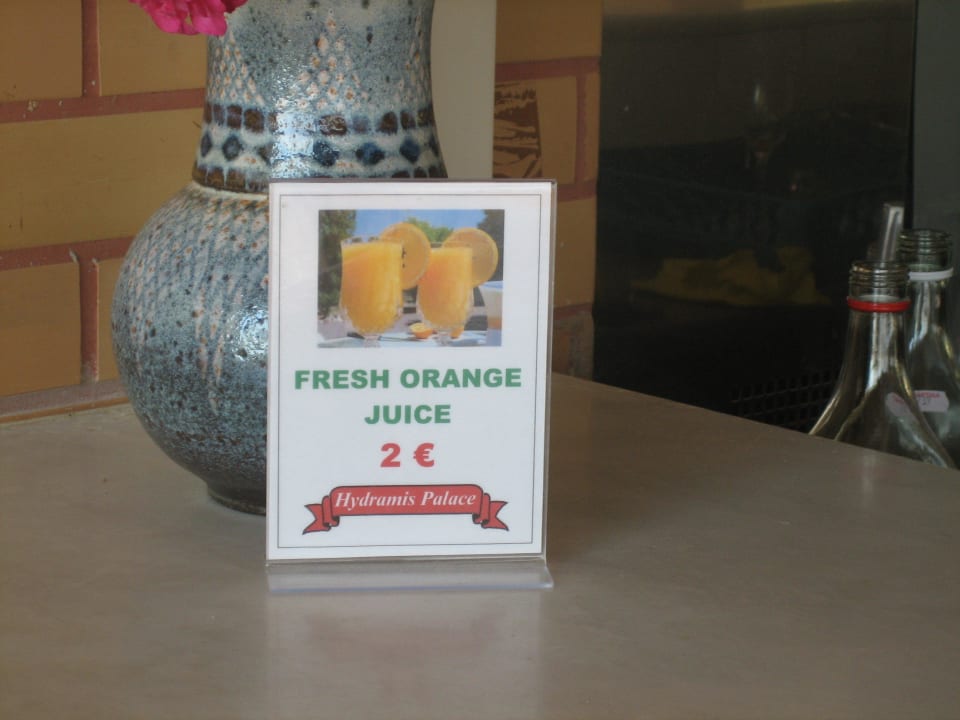 FRESH ORANGE
JUICE
2 €
Hydramis Palace